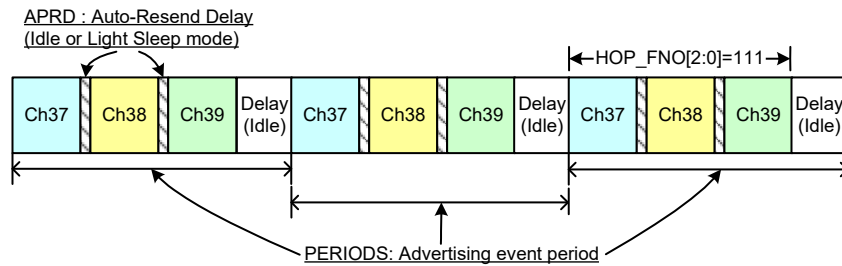 APRD : Auto-Resend Delay
(Idle or Light Sleep mode)
HOP_FNO[2:0]=111
Ch37 Ch38 Ch39 Delay (Idle) Ch37 Ch38 Ch39 Delay (Idle) Ch37 Ch38 Ch39 Delay (Idle)
PERIODS: Advertising event period